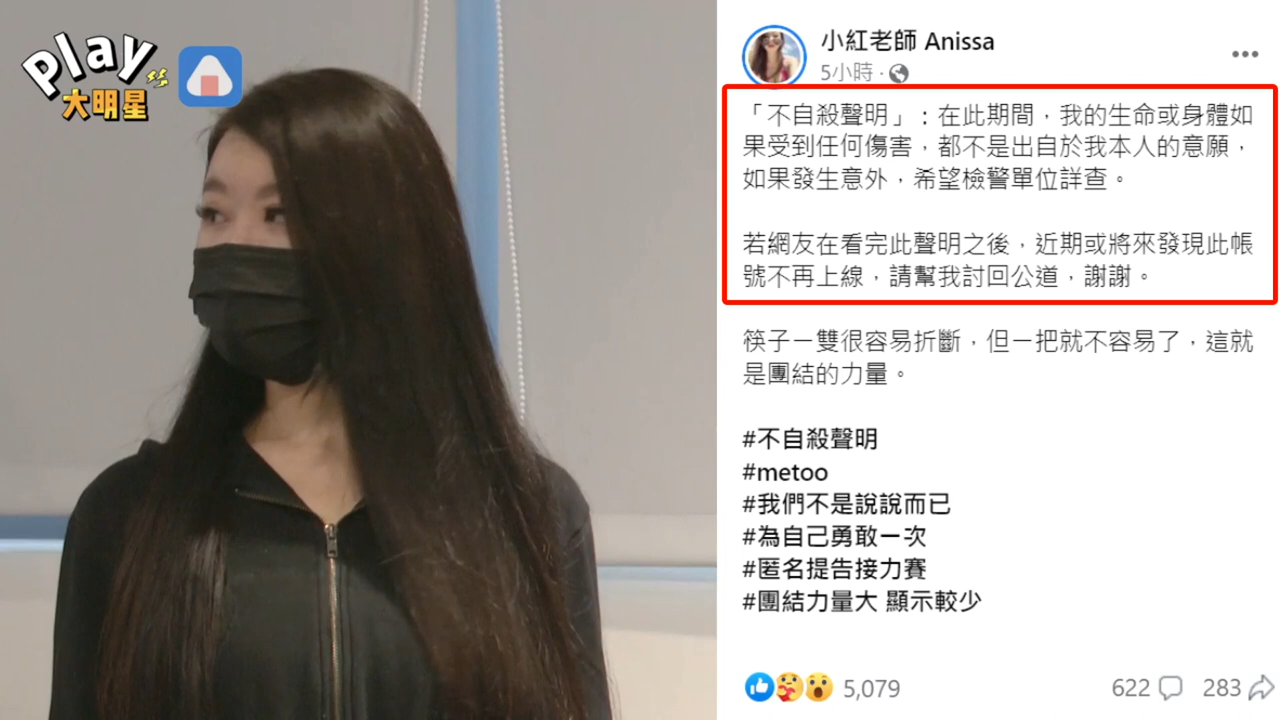 Play
大明星
小紅老師 Anissa
5小時
「不自殺聲明」：在此期間，我的生命或身體如
果受到任何傷害，都不是出自於我本人的意願，
如果發生意外，希望檢警單位詳查。
若網友在看完此聲明之後，近期或將來發現此帳
號不再上線，請幫我討回公道，謝謝。
筷子一雙很容易折斷，但一把就不容易了，這就
是團結的力量。
#不自殺聲明
#metoo
#我們不是說說而已
#為自己勇敢一次
#匿名提告接力賽
#團結力量大 顯示較少
5,079
622
283